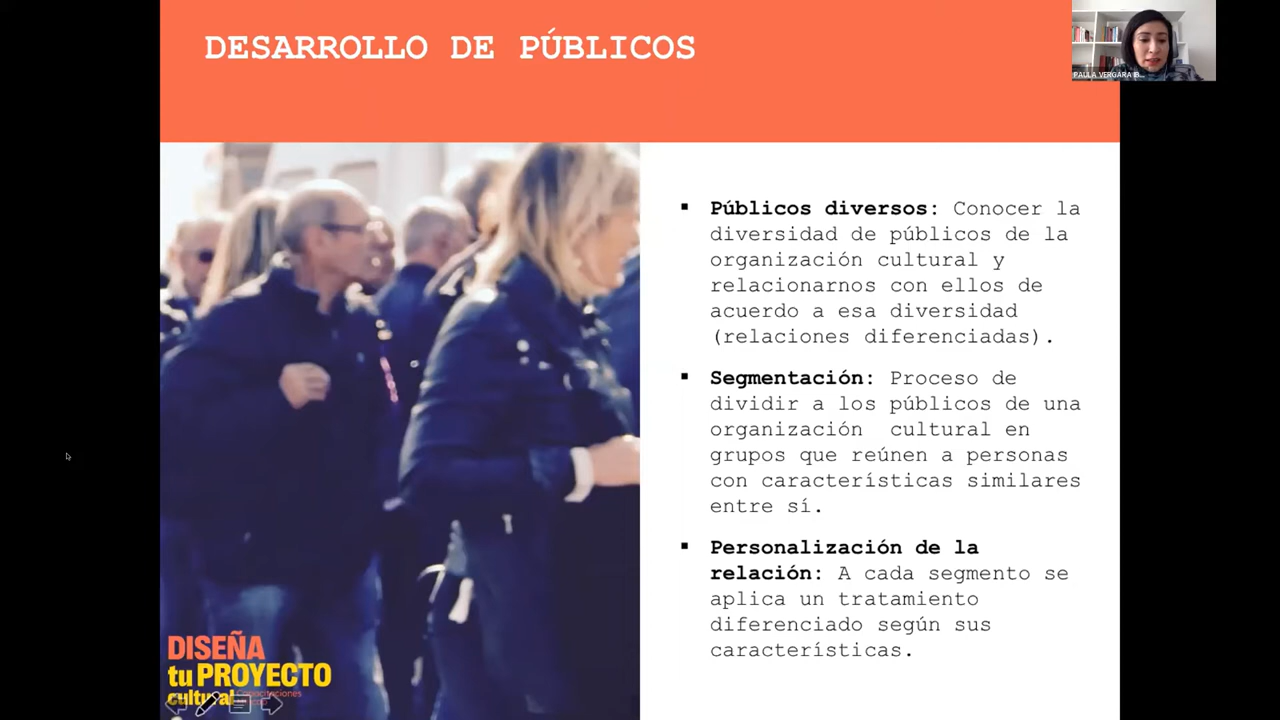 DESARROLLO DE PÚBLICOS
PAULA VERGARA B...
▪ Públicos diversos: Conocer la
diversidad de públicos de la
organización cultural y
relacionarnos con ellos de
acuerdo a esa diversidad
(relaciones diferenciadas).
▪ Segmentación: Proceso de
dividir a los públicos de una
organización cultural en
grupos que reúnen a personas
con características similares
entre sí.
▪ Personalización de la
relación: A cada segmento se
aplica un tratamiento
diferenciado según sus
características.
DISEÑA
tu PROYECTO
cultural Capacitaciones